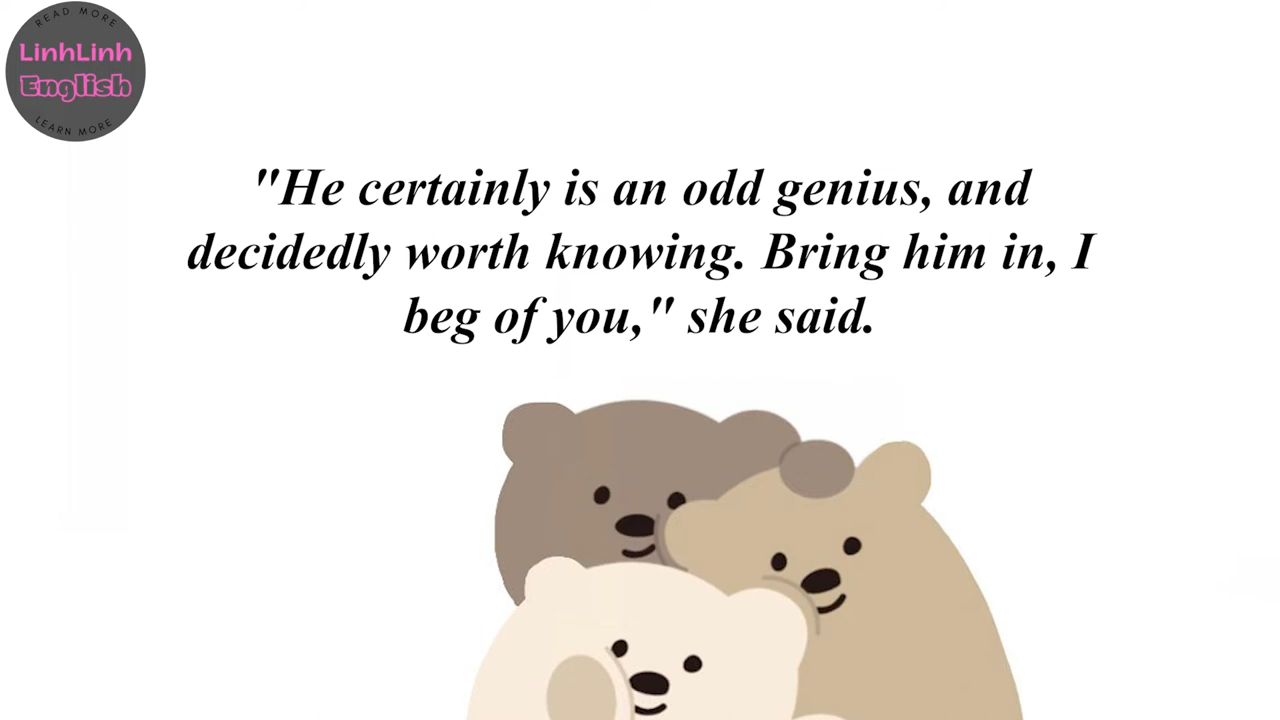 READ MORE
LinhLinh
English
LEARN MORE
"He certainly is an odd genius, and
decidedly worth knowing. Bring him in, I
beg of you," she said.